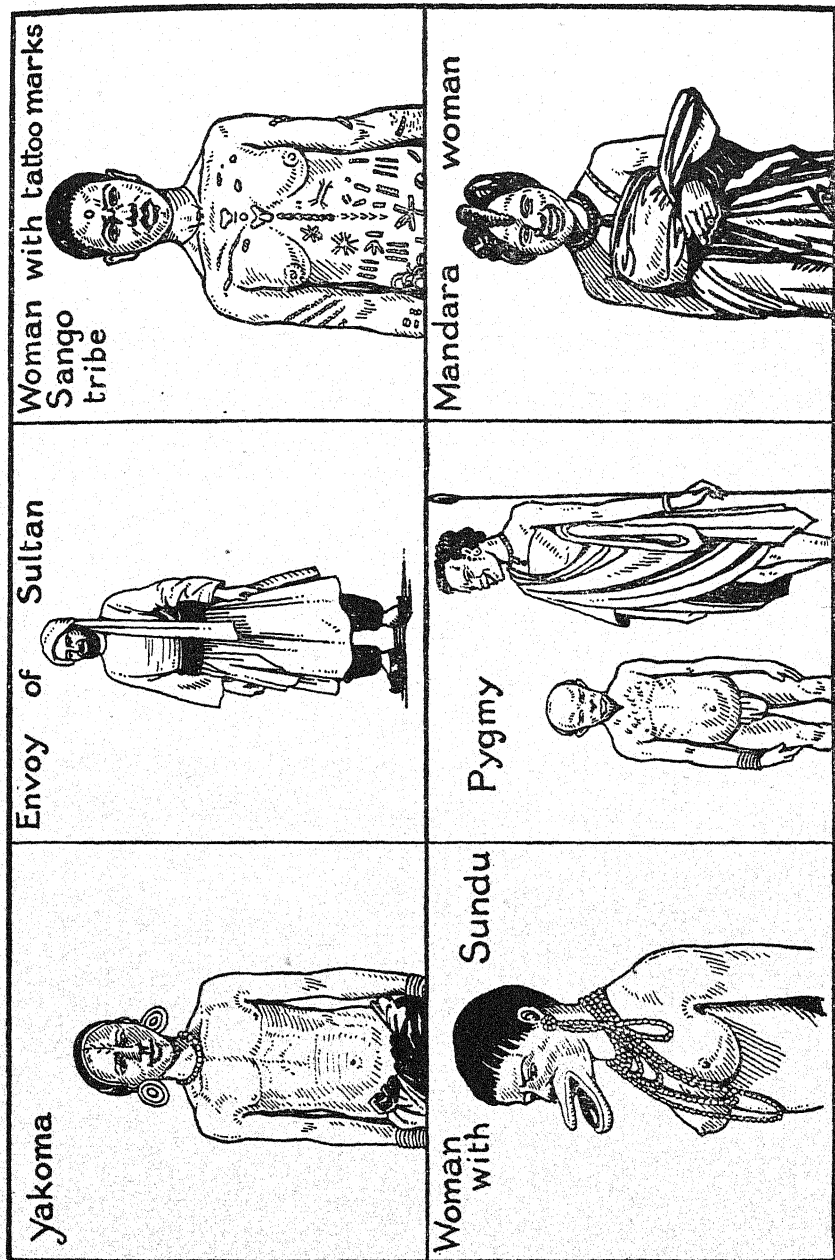 Yakoma
Envoy of Sultan
Woman with tattoo marks
Sango
tribe
Woman
with Sundu
Pygmy
Mandara woman